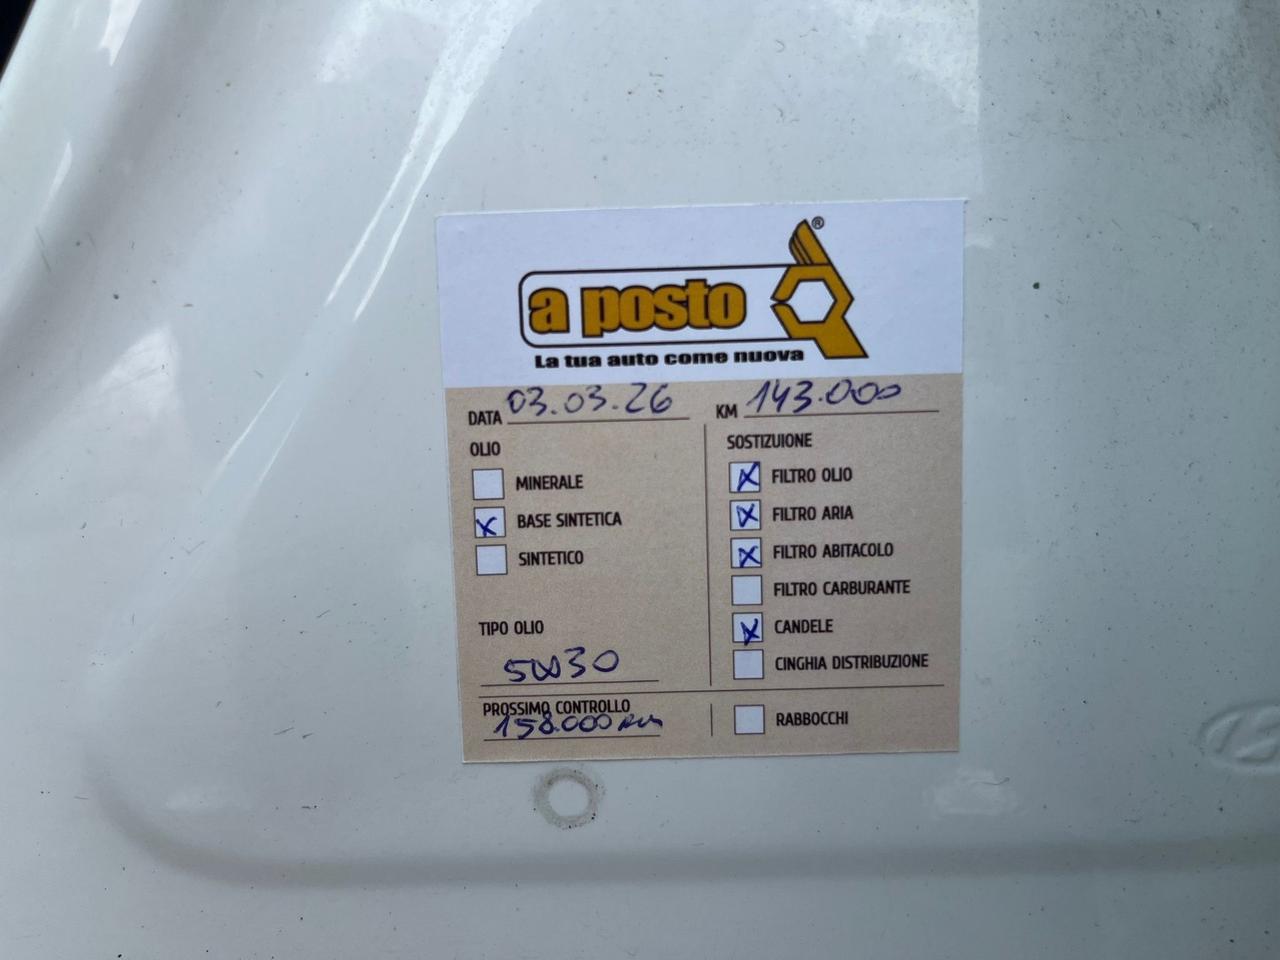 a posto ®
La tua auto come nuova
DATA 03.03.26 KM 143.000
OLIO
MINERALE
BASE SINTETICA
SINTETICO
TIPO OLIO
5W30
PROSSIMO CONTROLLO
158.000 km
SOSTIZUIONE
FILTRO OLIO
FILTRO ARIA
FILTRO ABITACOLO
FILTRO CARBURANTE
CANDELE
CINGHIA DISTRIBUZIONE
RABBOCCHI